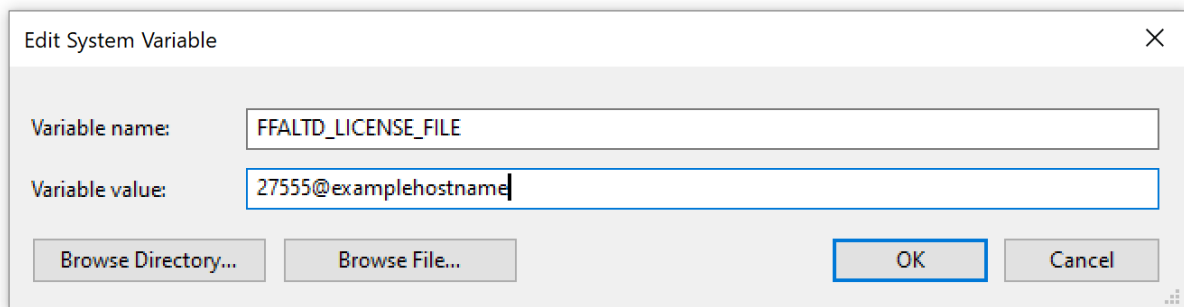 Edit System Variable
Variable name: FFALTD_LICENSE_FILE
Variable value: 27555@examplehostname
Browse Directory... Browse File... OK Cancel